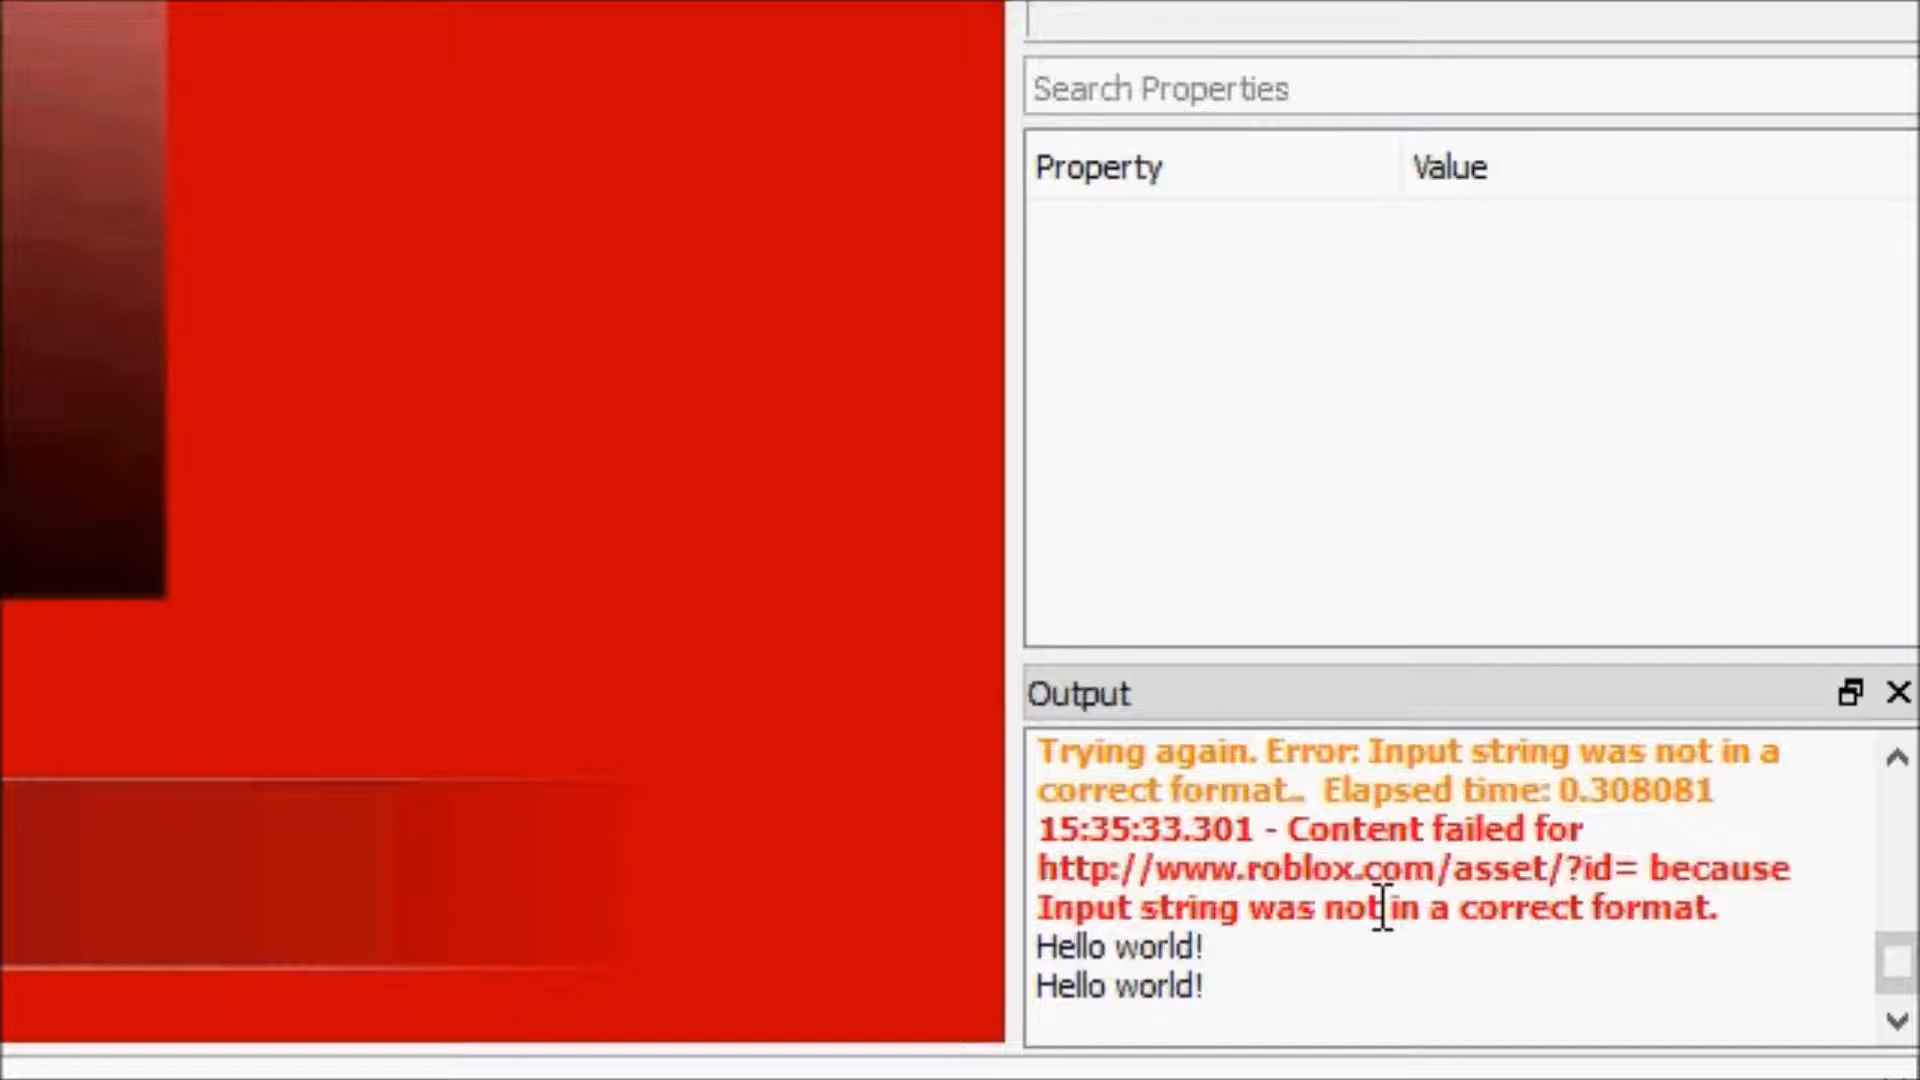 Search Properties
Property Value
Output
Trying again. Error: Input string was not in a
correct format.. Elapsed time: 0.308081
15:35:33.301 - Content failed for
http://www.roblox.com/asset/?id= because
Input string was not in a correct format.
Hello world!
Hello world!